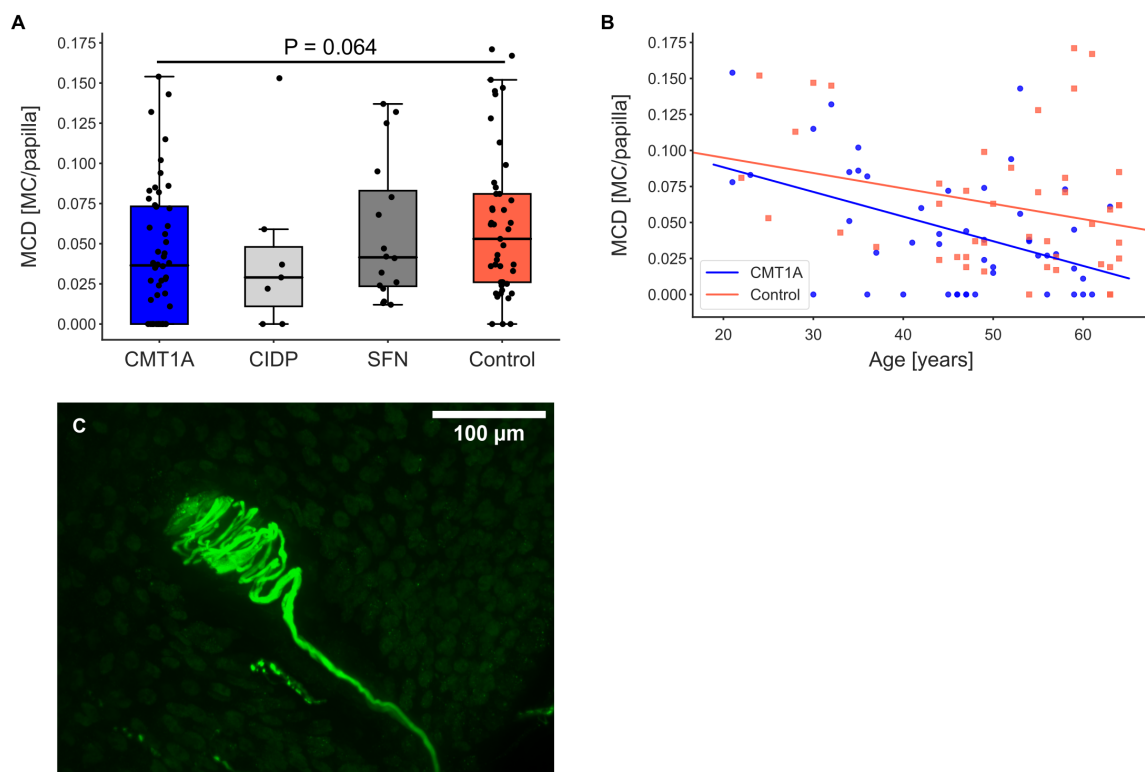 A
P = 0.064
MCD [MC/papilla]
0.175
0.150
0.125
0.100
0.075
0.050
0.025
0.000
CMT1A CIDP SFN Control
B
MCD [MC/papilla]
0.175
0.150
0.125
0.100
0.075
0.050
0.025
0.000
CMT1A
Control
20 30 40 50 60
Age [years]
C
100 µm